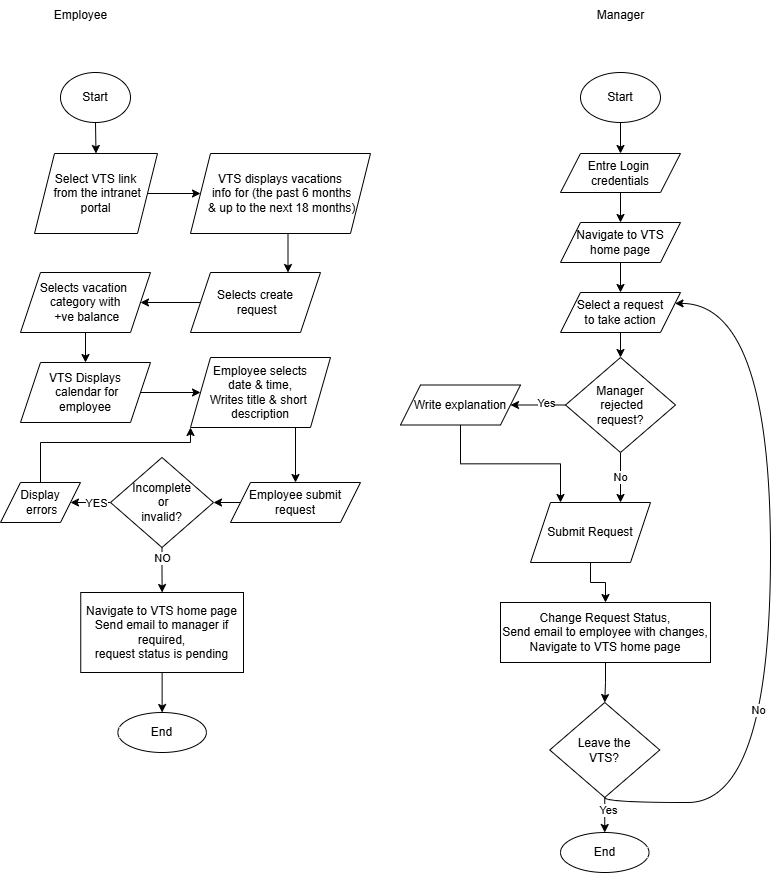 Employee
Start
Select VTS link
from the intranet
portal
VTS displays vacations
info for (the past 6 months
& up to the next 18 months)
Selects create
request
Selects vacation
category with
+ve balance
VTS Displays
calendar for
employee
Employee selects
date & time,
Writes title & short
description
Employee submit
request
Incomplete
or
invalid?
YES
Display
errors
NO
Navigate to VTS home page
Send email to manager if
required,
request status is pending
End
Manager
Start
Entre Login
credentials
Navigate to VTS
home page
Select a request
to take action
Manager
rejected
request?
Yes
Write explanation
No
Submit Request
Change Request Status,
Send email to employee with changes,
Navigate to VTS home page
Leave the
VTS?
No
Yes
End